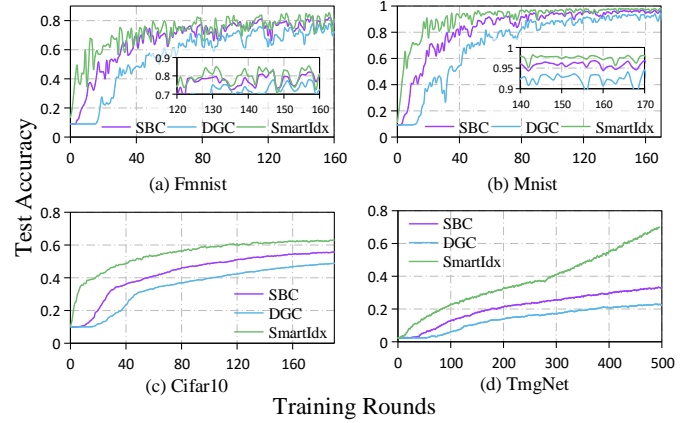 Test Accuracy
0.8
0.6
0.4
0.2
0
0.9
0.8
0.7
120 130 140 150 160
SBC DGC SmartIdx
0 40 80 120 160
(a) Fmnist
1
0.8
0.6
0.4
0.2
0
1
0.95
0.9
140 150 160 170
SBC DGC SmartIdx
0 40 80 120 160
(b) Mnist
0.8
0.6
0.4
0.2
0
SBC
DGC
SmartIdx
0 40 80 120 160
(c) Cifar10
0.8
0.6
0.4
0.2
0
SBC
DGC
SmartIdx
0 100 200 300 400 500
(d) TmgNet
Training Rounds